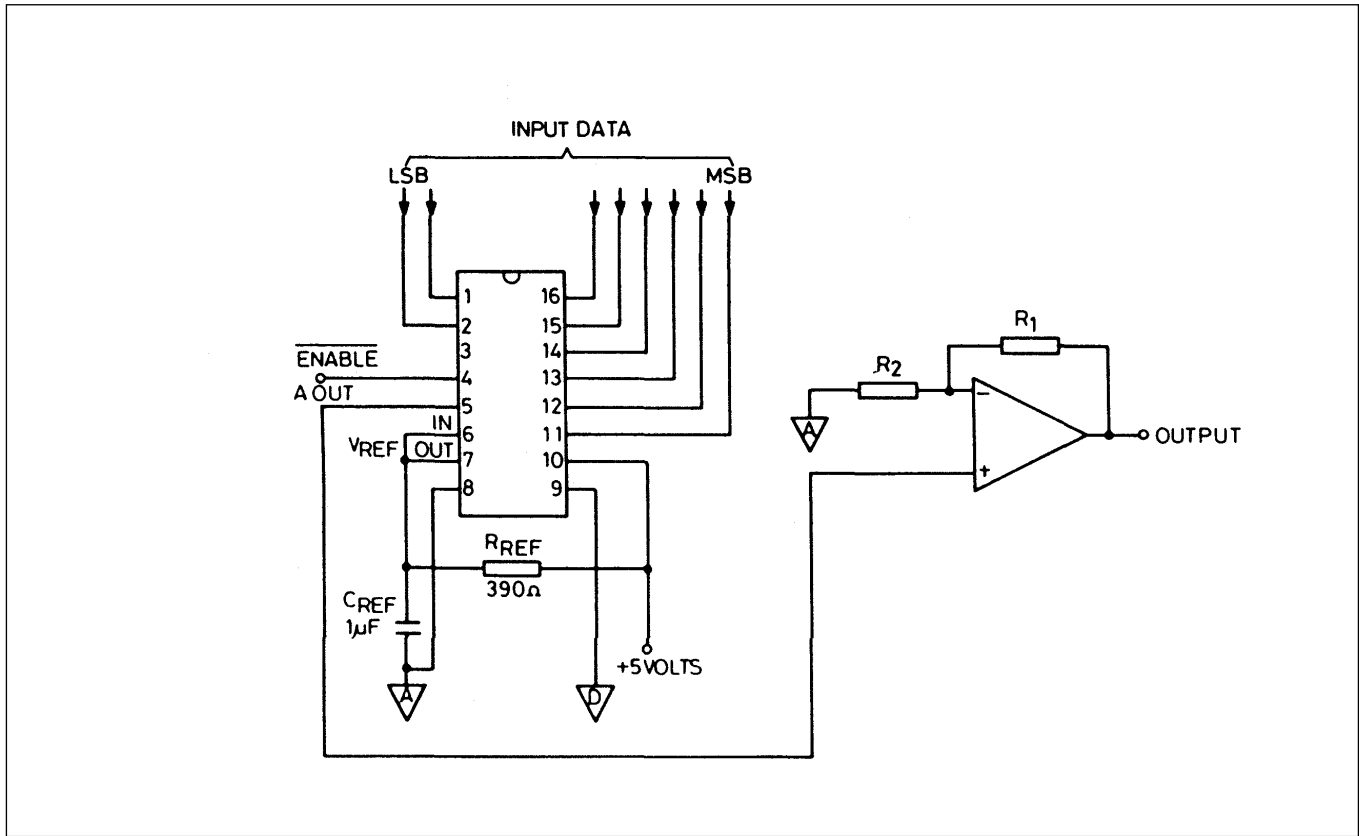 INPUT DATA
LSB
MSB
1
16
2
15
3
14
ENABLE
4
13
A OUT
5
12
IN
6
11
VREF
OUT
7
10
8
9
RREF
390Ω
CREF
1µF
+5VOLTS
A
D
R1
R2
A
−
+
OUTPUT